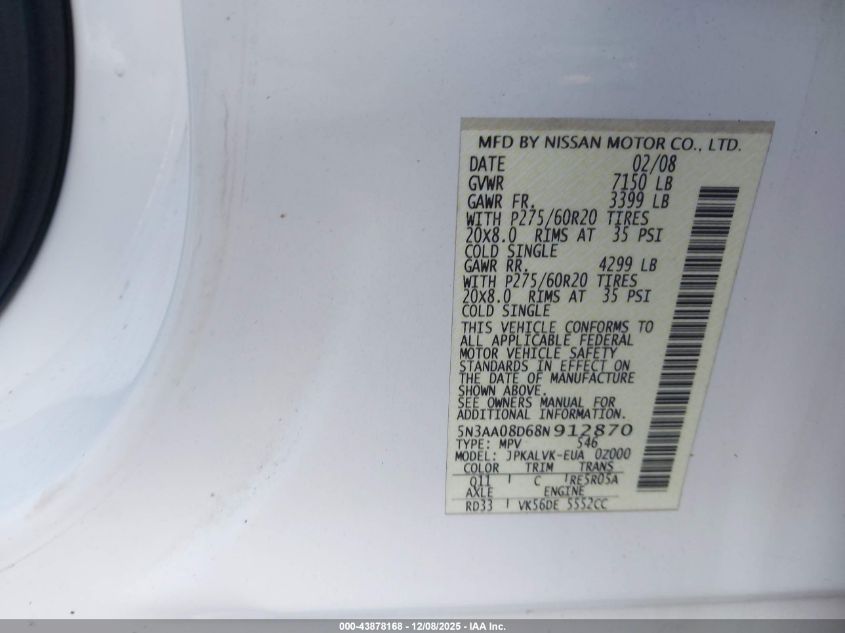 MFD BY NISSAN MOTOR CO., LTD.
DATE 02/08
GVWR 7150 LB
GAWR FR. 3399 LB
WITH P275/60R20 TIRES
20X8.0 RIMS AT 35 PSI
COLD SINGLE
GAWR RR. 4299 LB
WITH P275/60R20 TIRES
20X8.0 RIMS AT 35 PSI
COLD SINGLE
THIS VEHICLE CONFORMS TO
ALL APPLICABLE FEDERAL
MOTOR VEHICLE SAFETY
STANDARDS IN EFFECT ON
THE DATE OF MANUFACTURE
SHOWN ABOVE.
SEE OWNERS MANUAL FOR
ADDITIONAL INFORMATION.
5N3AA08D68N912870
TYPE: MPV 546
MODEL: JPKALVK-EUA 0Z000
COLOR TRIM TRANS
Q11 C RE5R05A
AXLE ENGINE
RD33 VK56DE 5552CC
000-43878168 - 12/08/2025 - IAA Inc.